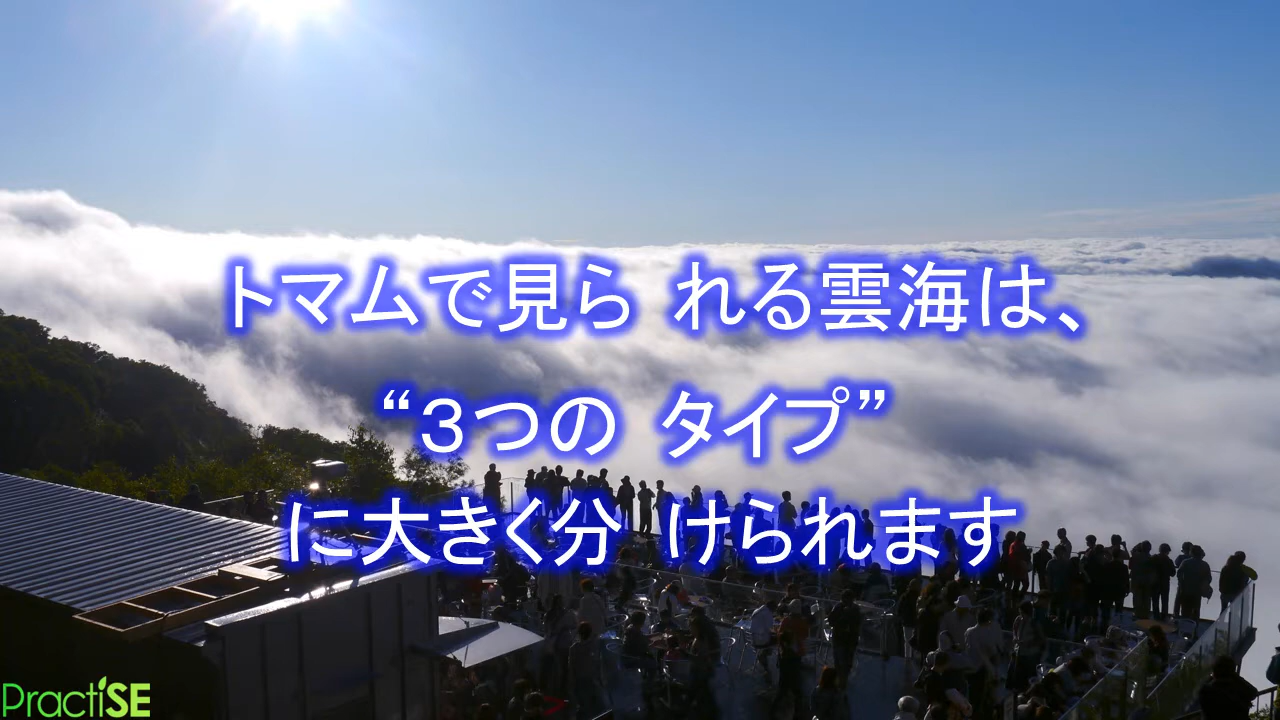 トマムで見ら れる雲海は、
“３つの タイプ”
に大きく分 けられます
PractiSE